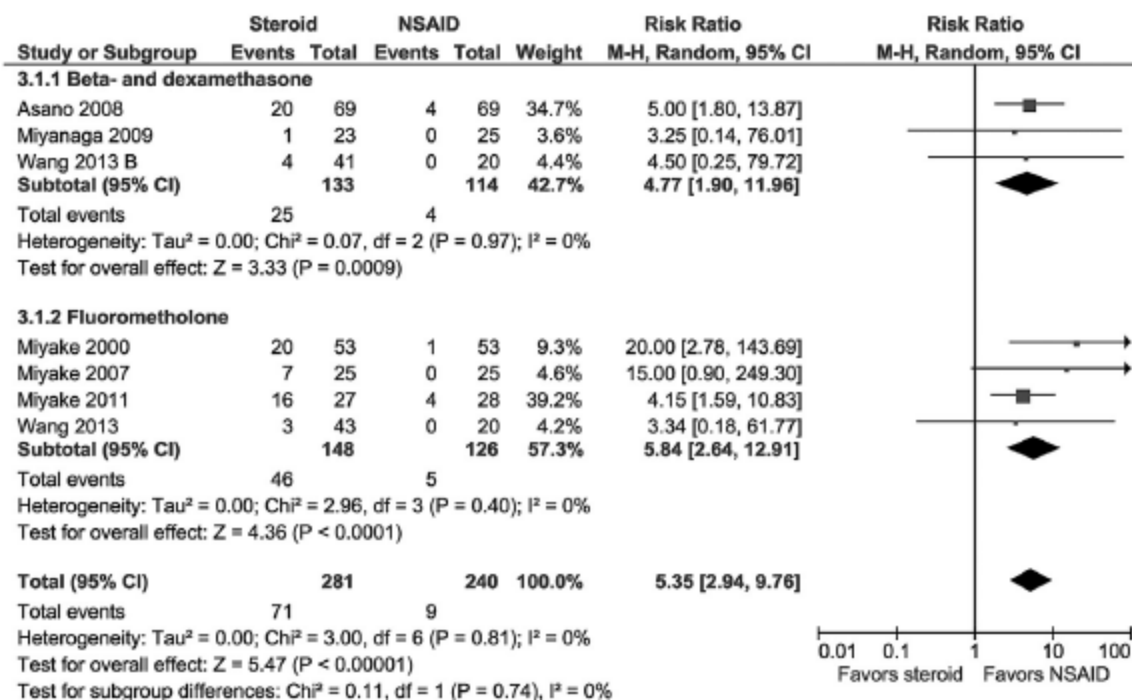 Steroid NSAID Risk Ratio Risk Ratio
Study or Subgroup Events Total Events Total Weight M-H, Random, 95% CI M-H, Random, 95% CI
3.1.1 Beta- and dexamethasone
Asano 2008 20 69 4 69 34.7% 5.00 [1.80, 13.87]
Miyanaga 2009 1 23 0 25 3.6% 3.25 [0.14, 76.01]
Wang 2013 B 4 41 0 20 4.4% 4.50 [0.25, 79.72]
Subtotal (95% CI) 133 114 42.7% 4.77 [1.90, 11.96]
Total events 25 4
Heterogeneity: Tau² = 0.00; Chi² = 0.07, df = 2 (P = 0.97); I² = 0%
Test for overall effect: Z = 3.33 (P = 0.0009)
3.1.2 Fluorometholone
Miyake 2000 20 53 1 53 9.3% 20.00 [2.78, 143.69]
Miyake 2007 7 25 0 25 4.6% 15.00 [0.90, 249.30]
Miyake 2011 16 27 4 28 39.2% 4.15 [1.59, 10.83]
Wang 2013 3 43 0 20 4.2% 3.34 [0.18, 61.77]
Subtotal (95% CI) 148 126 57.3% 5.84 [2.64, 12.91]
Total events 46 5
Heterogeneity: Tau² = 0.00; Chi² = 2.96, df = 3 (P = 0.40); I² = 0%
Test for overall effect: Z = 4.36 (P < 0.0001)
Total (95% CI) 281 240 100.0% 5.35 [2.94, 9.76]
Total events 71 9
Heterogeneity: Tau² = 0.00; Chi² = 3.00, df = 6 (P = 0.81); I² = 0%
Test for overall effect: Z = 5.47 (P < 0.00001)
Test for subgroup differences: Chi² = 0.11, df = 1 (P = 0.74), I² = 0%
0.01 0.1 1 10 100
Favors steroid Favors NSAID